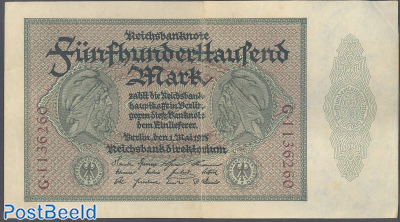 Reichsbanknote
Fünfhunderttausend
Mark
zahlt die Reichsbank-
hauptkasse in Berlin
gegen diese Banknote
dem Einlieferer.
Berlin, den 1. Mai 1923
Reichsbankdirektorium
G·1136260
G·1136260
PostBeeld